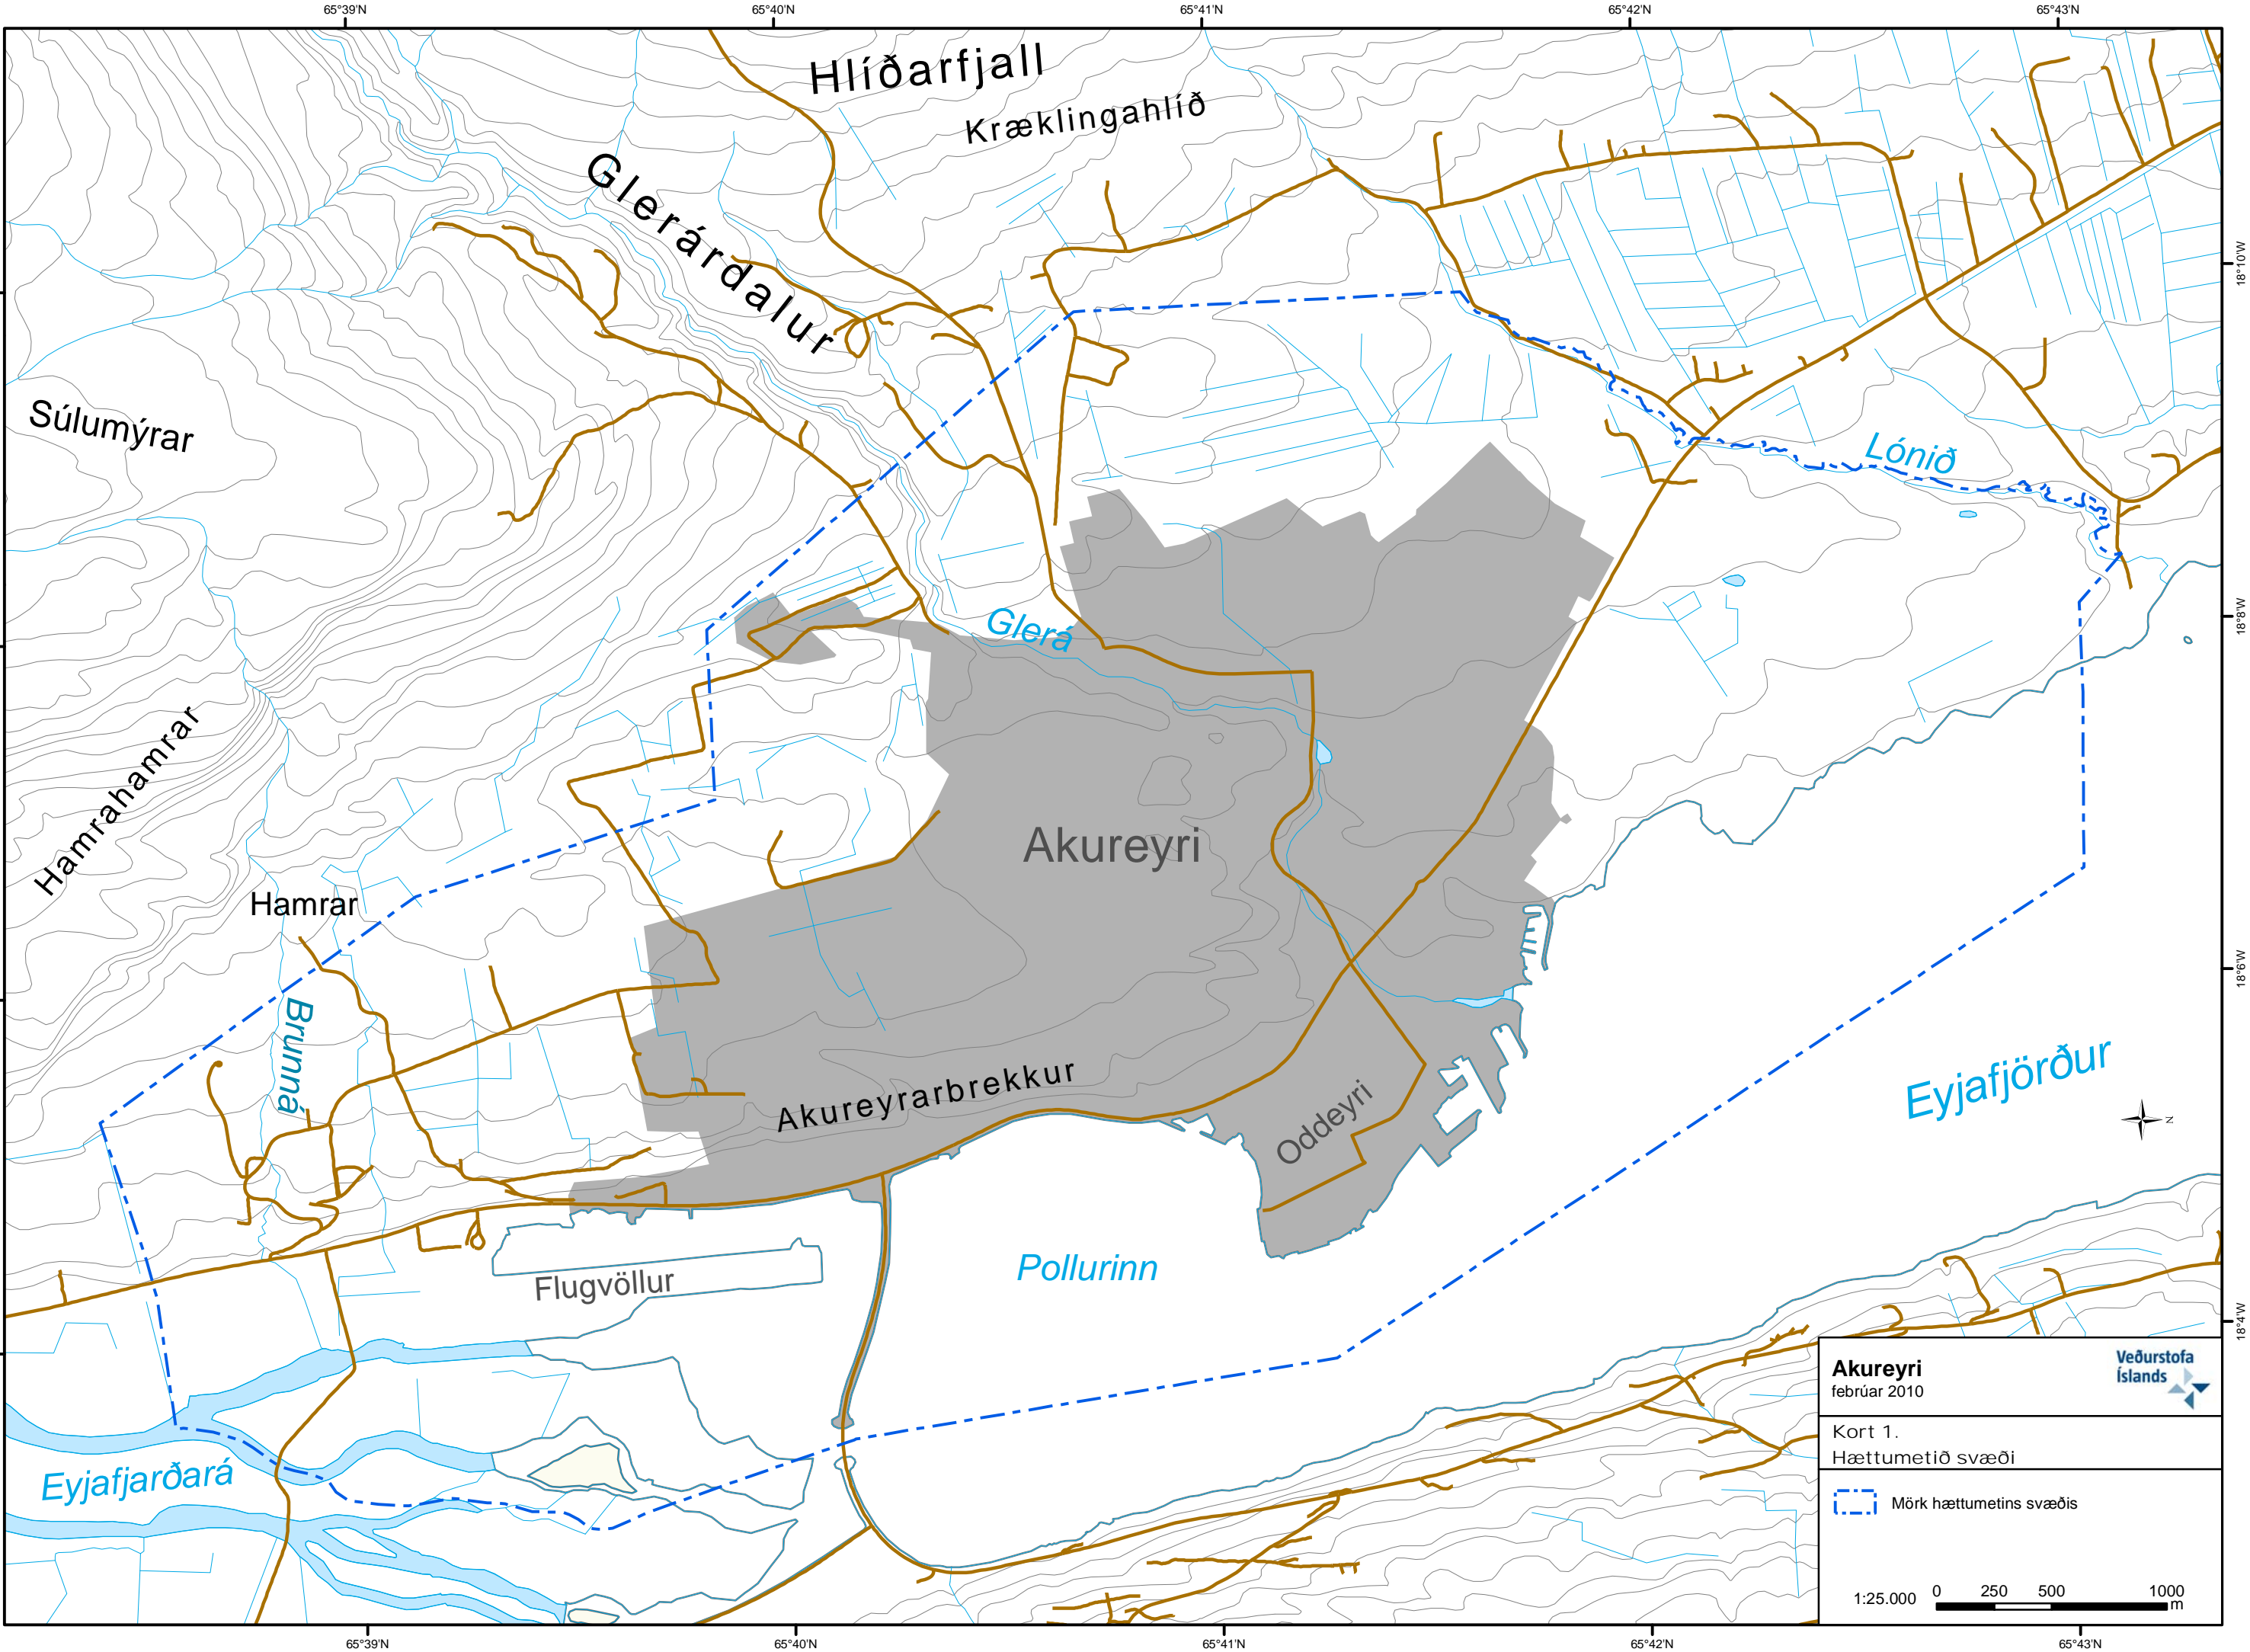 65°39'N
65°40'N
65°41'N
65°42'N
65°43'N
Hlíðarfjall
Kræklingahlíð
Glerárdalur
18°10'W
Súlumýrar
Lónið
Glerá
18°8'W
Hamrahamrar
Akureyri
Hamrar
18°6'W
Brunná
Akureyrarbrekkur
Oddeyri
Eyjafjörður
N
Pollurinn
Flugvöllur
18°4'W
Eyjafjarðará
Akureyri
febrúar 2010
Veðurstofa
Íslands
Kort 1.
Hættumetið svæði
Mörk hættumetins svæðis
1:25.000 0 250 500 1000
m
65°39'N
65°40'N
65°41'N
65°42'N
65°43'N